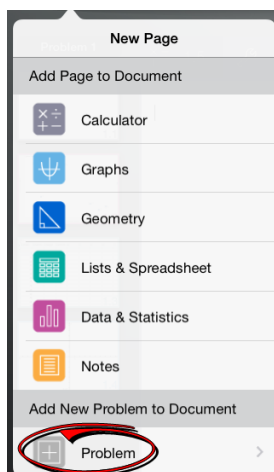 New Page
Add Page to Document
Calculator
Graphs
Geometry
Lists & Spreadsheet
Data & Statistics
Notes
Add New Problem to Document
Problem